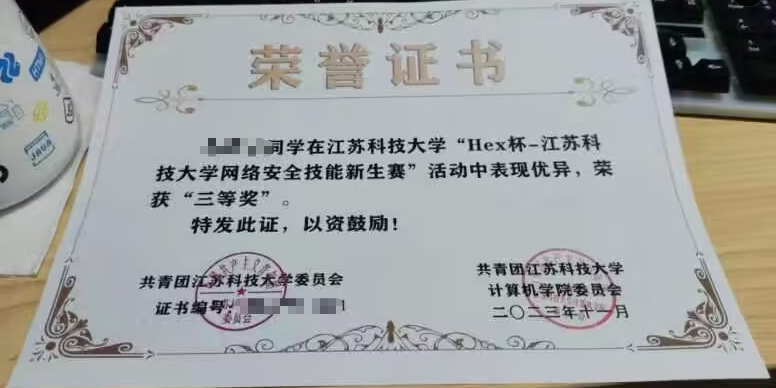 荣誉证书
同学在江苏科技大学“Hex杯-江苏科
技大学网络安全技能新生赛”活动中表现优异，荣
获“三等奖”。
特发此证，以资鼓励！
共青团江苏科技大学委员会
证书编号
共青团江苏科技大学
计算机学院委员会
二〇二三年十一月
JAVA